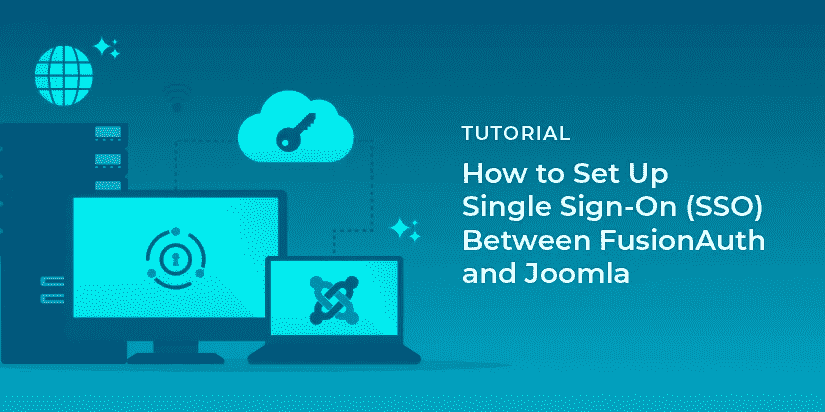 TUTORIAL
How to Set Up
Single Sign-On (SSO)
Between FusionAuth
and Joomla